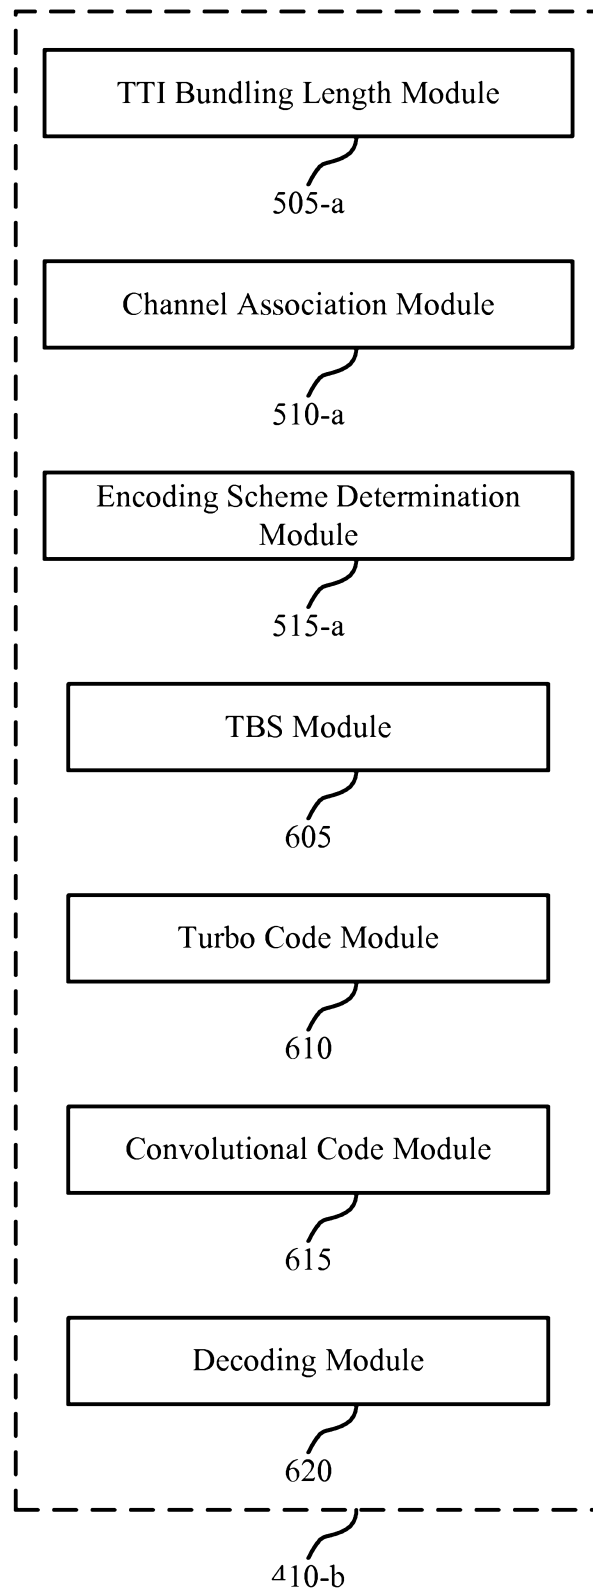 TTI Bundling Length Module
505-a
Channel Association Module
510-a
Encoding Scheme Determination
Module
515-a
TBS Module
605
Turbo Code Module
610
Convolutional Code Module
615
Decoding Module
620
410-b